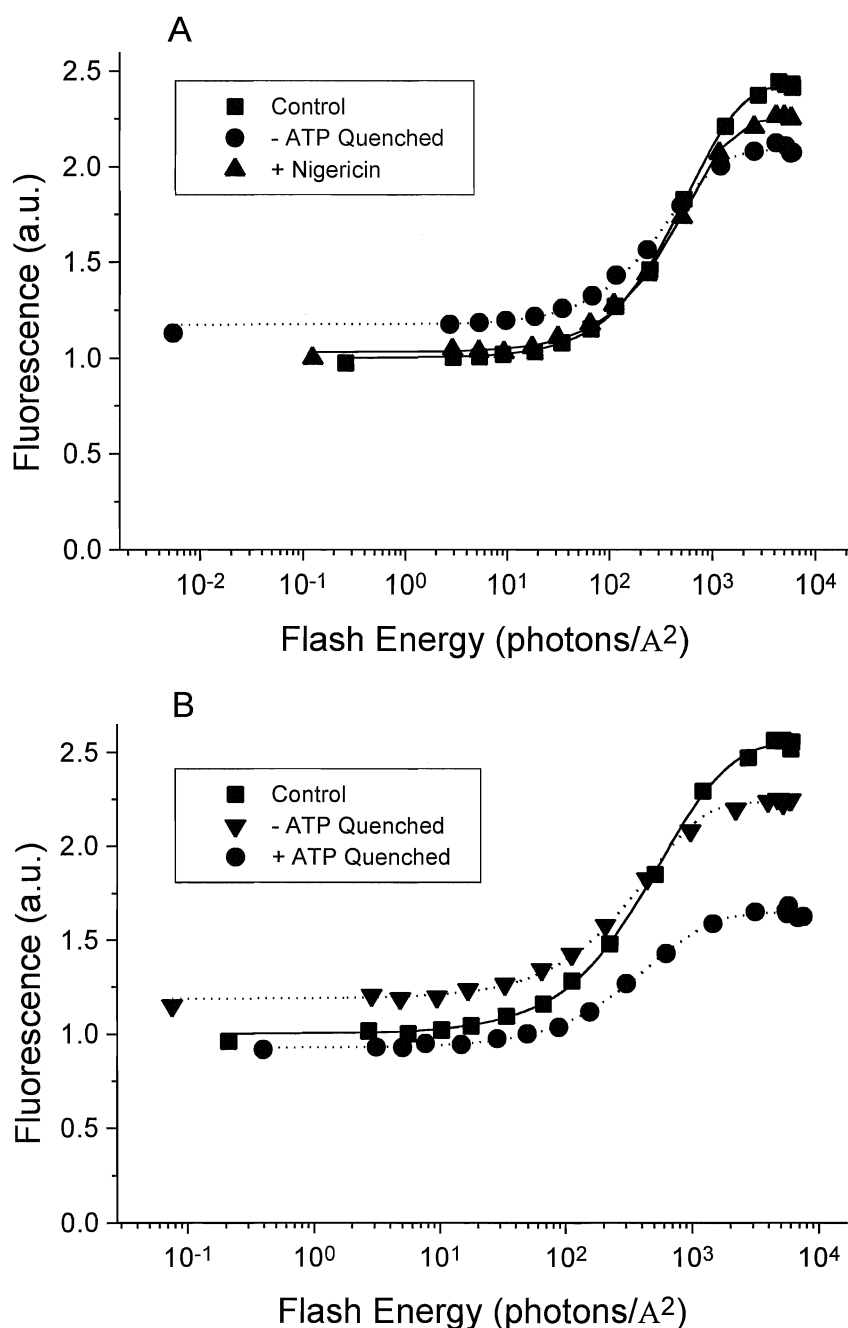 A
Control
- ATP Quenched
+ Nigericin
2.5
2.0
1.5
1.0
0.5
0.0
Fluorescence (a.u.)
10-2 10-1 100 101 102 103 104
Flash Energy (photons/A2)
B
Control
- ATP Quenched
+ ATP Quenched
2.5
2.0
1.5
1.0
0.5
0.0
Fluorescence (a.u.)
10-1 100 101 102 103 104
Flash Energy (photons/A2)